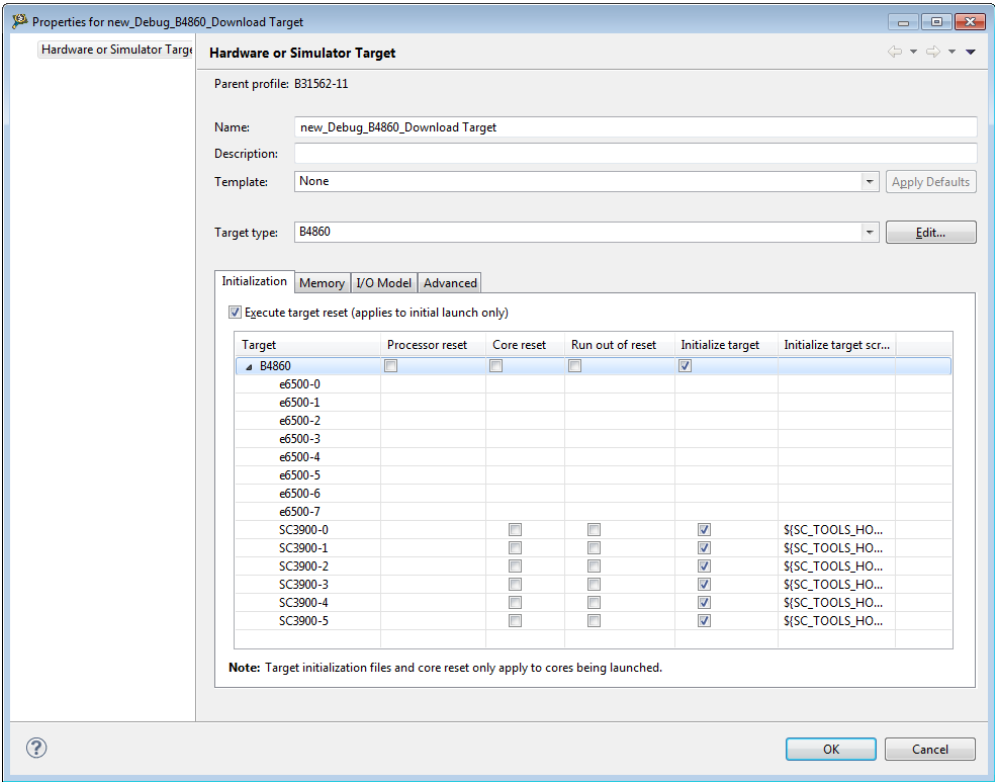 Properties for new_Debug_B4860_Download Target
Hardware or Simulator Targe
Hardware or Simulator Target
Parent profile: B31562-11
Name: new_Debug_B4860_Download Target
Description:
Template: None Apply Defaults
Target type: B4860 Edit...
Initialization Memory I/O Model Advanced
Execute target reset (applies to initial launch only)
Target Processor reset Core reset Run out of reset Initialize target Initialize target scr...
B4860
e6500-0
e6500-1
e6500-2
e6500-3
e6500-4
e6500-5
e6500-6
e6500-7
SC3900-0 ${SC_TOOLS_HO...
SC3900-1 ${SC_TOOLS_HO...
SC3900-2 ${SC_TOOLS_HO...
SC3900-3 ${SC_TOOLS_HO...
SC3900-4 ${SC_TOOLS_HO...
SC3900-5 ${SC_TOOLS_HO...
Note: Target initialization files and core reset only apply to cores being launched.
? OK Cancel